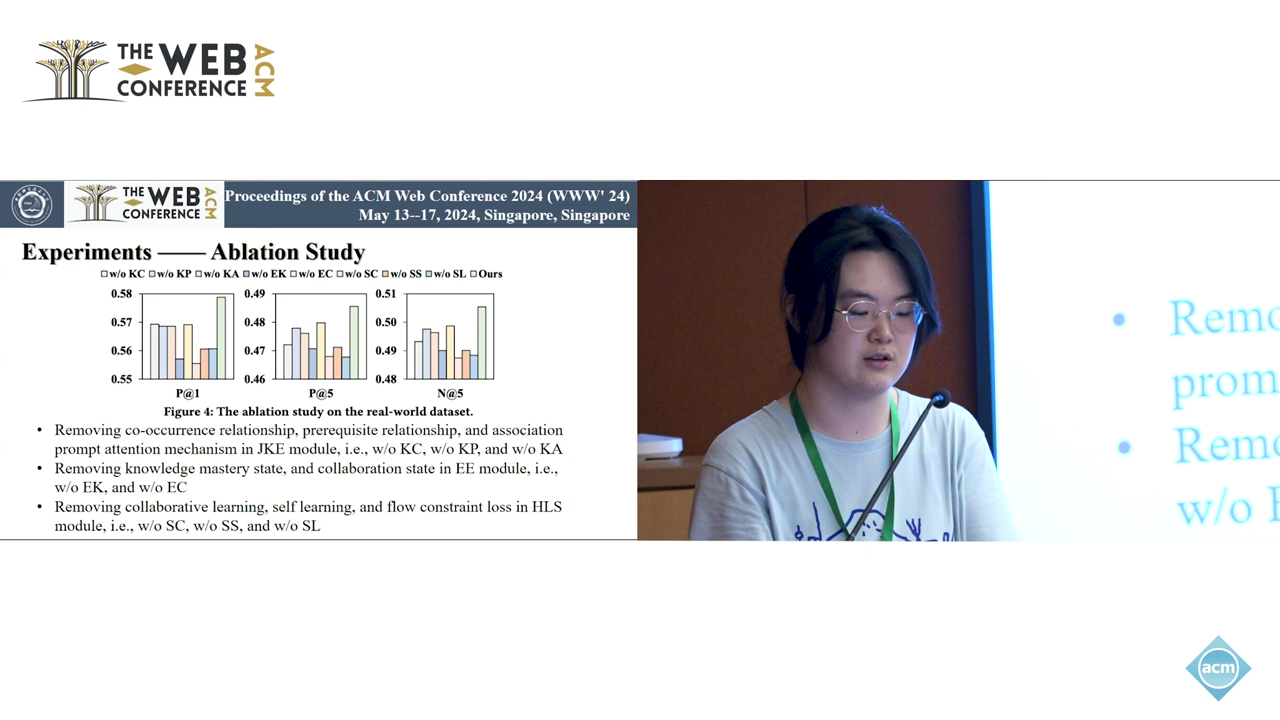 THE WEB CONFERENCE ACM
THE WEB CONFERENCE ACM
Proceedings of the ACM Web Conference 2024 (WWW' 24)
May 13--17, 2024, Singapore, Singapore
Experiments —— Ablation Study
w/o KC w/o KP w/o KA w/o EK w/o EC w/o SC w/o SS w/o SL Ours
0.58 0.49 0.51
0.57 0.48 0.50
0.56 0.47 0.49
0.55 0.46 0.48
P@1 P@5 N@5
Figure 4: The ablation study on the real-world dataset.
• Removing co-occurrence relationship, prerequisite relationship, and association
prompt attention mechanism in JKE module, i.e., w/o KC, w/o KP, and w/o KA
• Removing knowledge mastery state, and collaboration state in EE module, i.e.,
w/o EK, and w/o EC
• Removing collaborative learning, self learning, and flow constraint loss in HLS
module, i.e., w/o SC, w/o SS, and w/o SL
• Remo
prom
• Remo
w/o E
acm